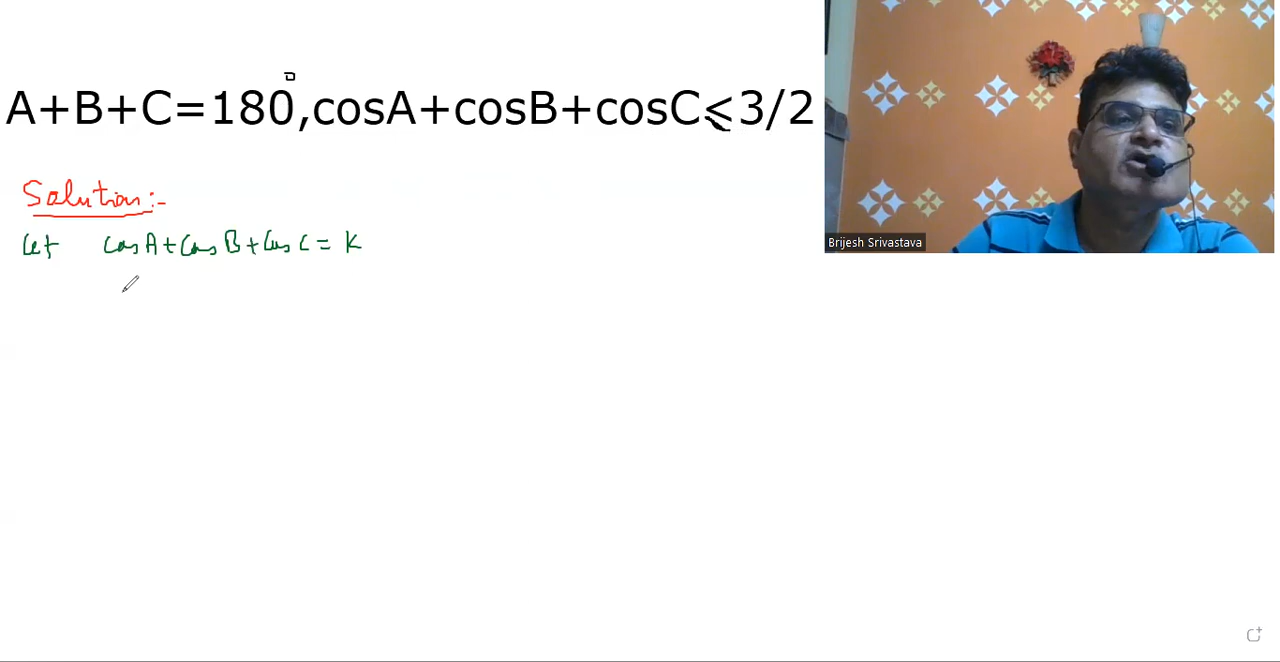 A+B+C=180°,cosA+cosB+cosC⩽3/2
Solution:-
Let cosA+cosB+cosC = K
Brijesh Srivastava